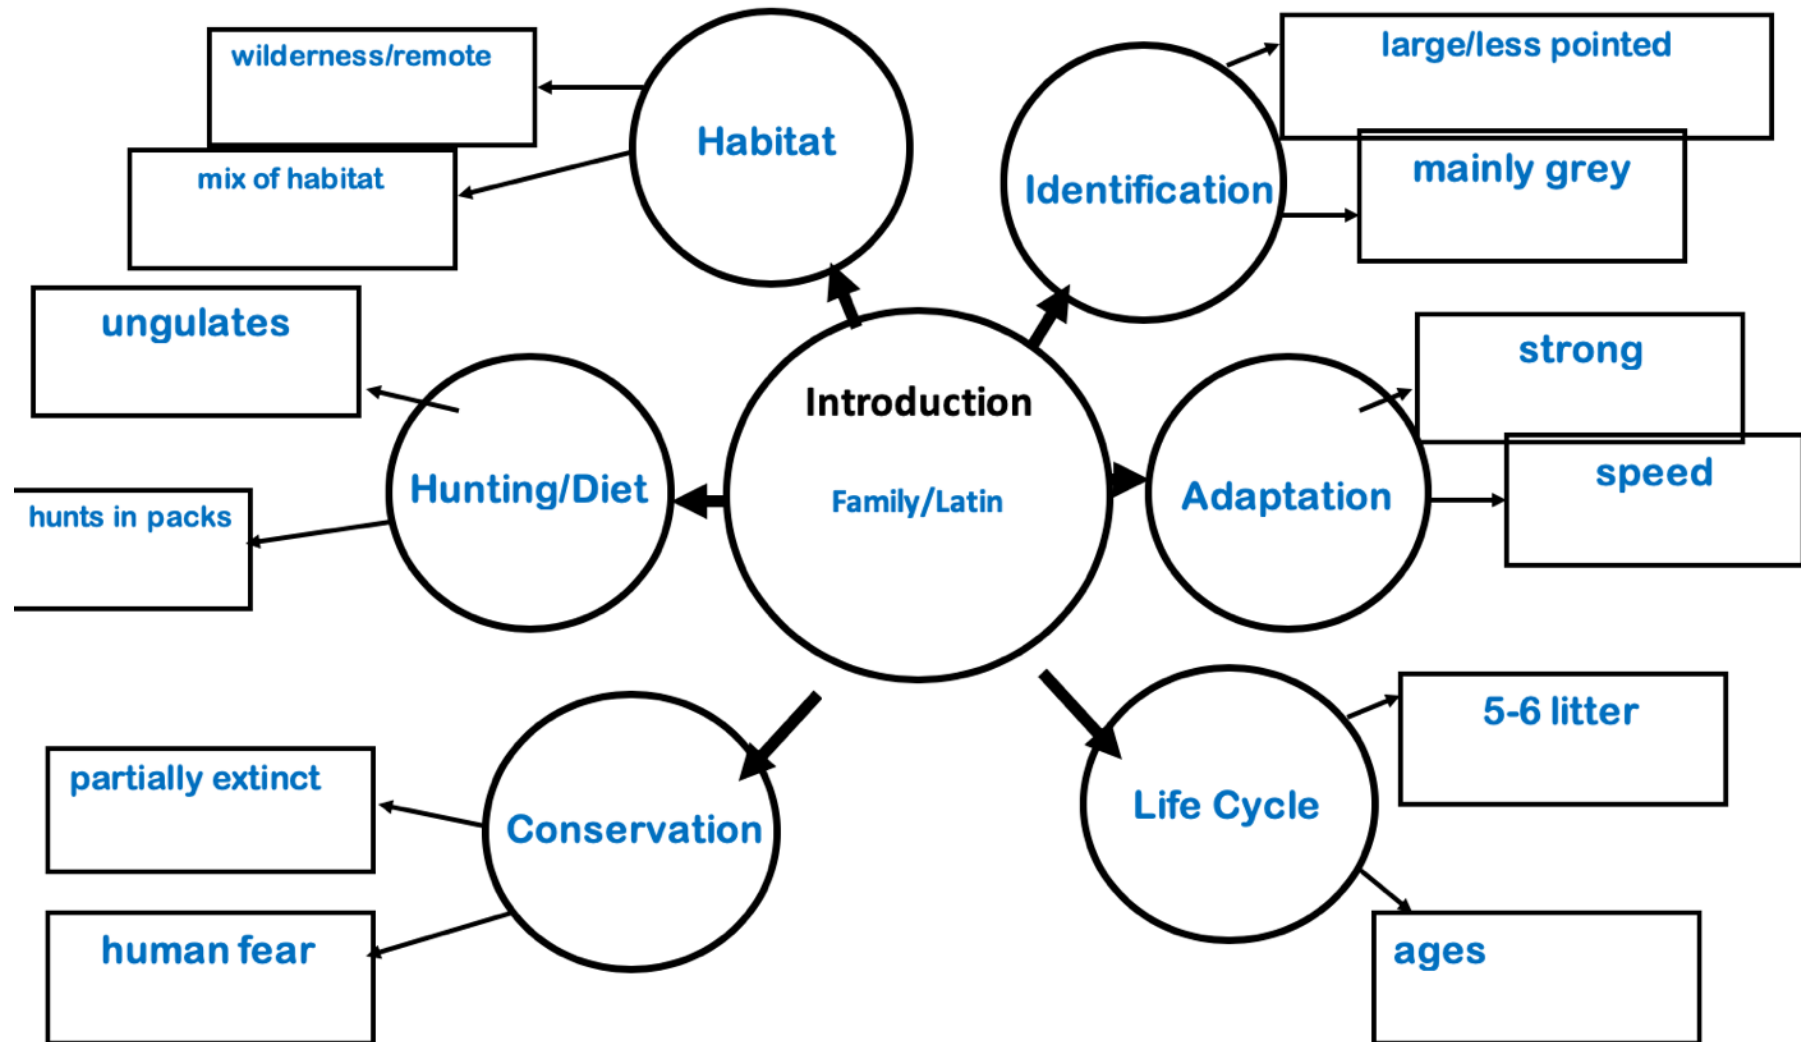 wilderness/remote
mix of habitat
Habitat
large/less pointed
mainly grey
Identification
ungulates
hunts in packs
Hunting/Diet
Introduction
Family/Latin
strong
speed
Adaptation
partially extinct
human fear
Conservation
5-6 litter
ages
Life Cycle